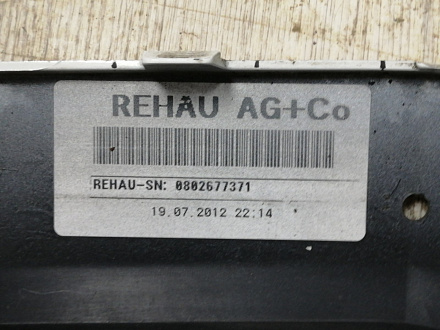 REHAU AG+Co
REHAU-SN: 0802677371
19.07.2012 22:14